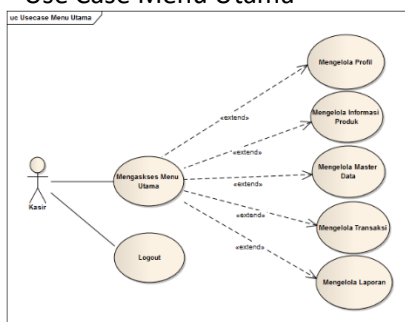 Use Case Menu Utama
uc Usecase Menu Utama
Mengelola Profil
«extend»
Mengelola Informasi
Produk
«extend»
Mengaskses Menu
Utama
«extend»
Mengelola Master
Data
Kasir
«extend»
Mengelola Transaksi
Logout
«extend»
Mengelola Laporan